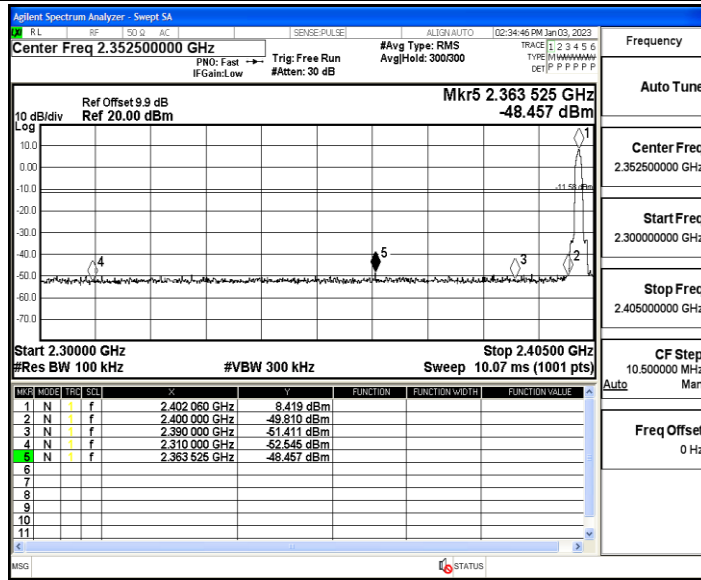 Agilent Spectrum Analyzer - Swept SA
RL RF 50 Ω AC SENSE:PULSE ALIGN AUTO 02:34:46 PM Jan 03, 2023
Center Freq 2.352500000 GHz
PNO: Fast
IFGain:Low
Trig: Free Run
#Atten: 30 dB
#Avg Type: RMS
Avg|Hold: 300/300
TRACE 1 2 3 4 5 6
TYPE MWWWWW
DET P P P P P P
Mkr5 2.363 525 GHz
-48.457 dBm
Ref Offset 9.9 dB
10 dB/div Ref 20.00 dBm
Log
10.0
0.00
-10.0
-20.0
-30.0
-40.0
-50.0
-60.0
-70.0
-11.58 dBm
1
2
3
4
5
Start 2.30000 GHz Stop 2.40500 GHz
#Res BW 100 kHz #VBW 300 kHz Sweep 10.07 ms (1001 pts)
MKR MODE TRC SCL X Y FUNCTION FUNCTION WIDTH FUNCTION VALUE
1 N 1 f 2.402 060 GHz 8.419 dBm
2 N 1 f 2.400 000 GHz -49.810 dBm
3 N 1 f 2.390 000 GHz -51.411 dBm
4 N 1 f 2.310 000 GHz -52.545 dBm
5 N 1 f 2.363 525 GHz -48.457 dBm
6
7
8
9
10
11
MSG STATUS
Frequency
Auto Tune
Center Freq
2.352500000 GHz
Start Freq
2.300000000 GHz
Stop Freq
2.405000000 GHz
CF Step
10.500000 MHz
Auto Man
Freq Offset
0 Hz